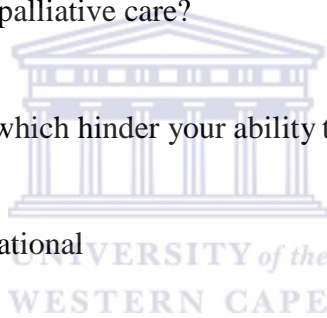 palliative care?
which hinder your ability t
ational
UNIVERSITY of the
WESTERN CAPE